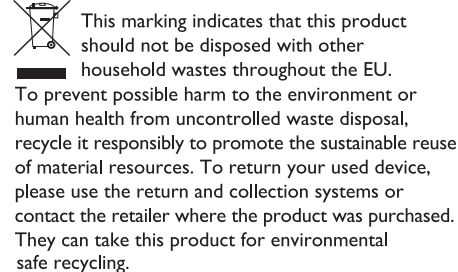 This marking indicates that this product
should not be disposed with other
household wastes throughout the EU.
To prevent possible harm to the environment or
human health from uncontrolled waste disposal,
recycle it responsibly to promote the sustainable reuse
of material resources. To return your used device,
please use the return and collection systems or
contact the retailer where the product was purchased.
They can take this product for environmental
safe recycling.